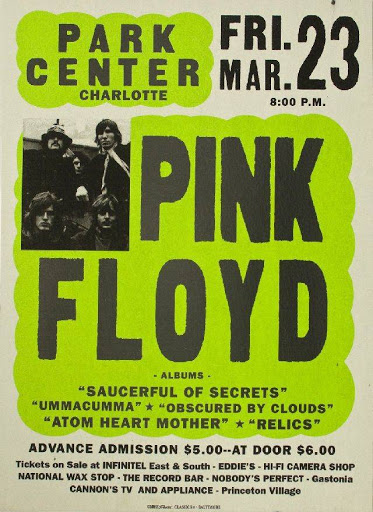 PARK
CENTER
CHARLOTTE
FRI.
MAR. 23
8:00 P.M.
PINK
FLOYD
- ALBUMS -
"SAUCERFUL OF SECRETS"
"UMMACUMMA" ★ "OBSCURED BY CLOUDS"
"ATOM HEART MOTHER" ★ "RELICS"
ADVANCE ADMISSION $5.00--AT DOOR $6.00
Tickets on Sale at INFINITEL East & South - EDDIE'S - HI-FI CAMERA SHOP
NATIONAL WAX STOP - THE RECORD BAR - NOBODY'S PERFECT - Gastonia
CANNON'S TV AND APPLIANCE - Princeton Village